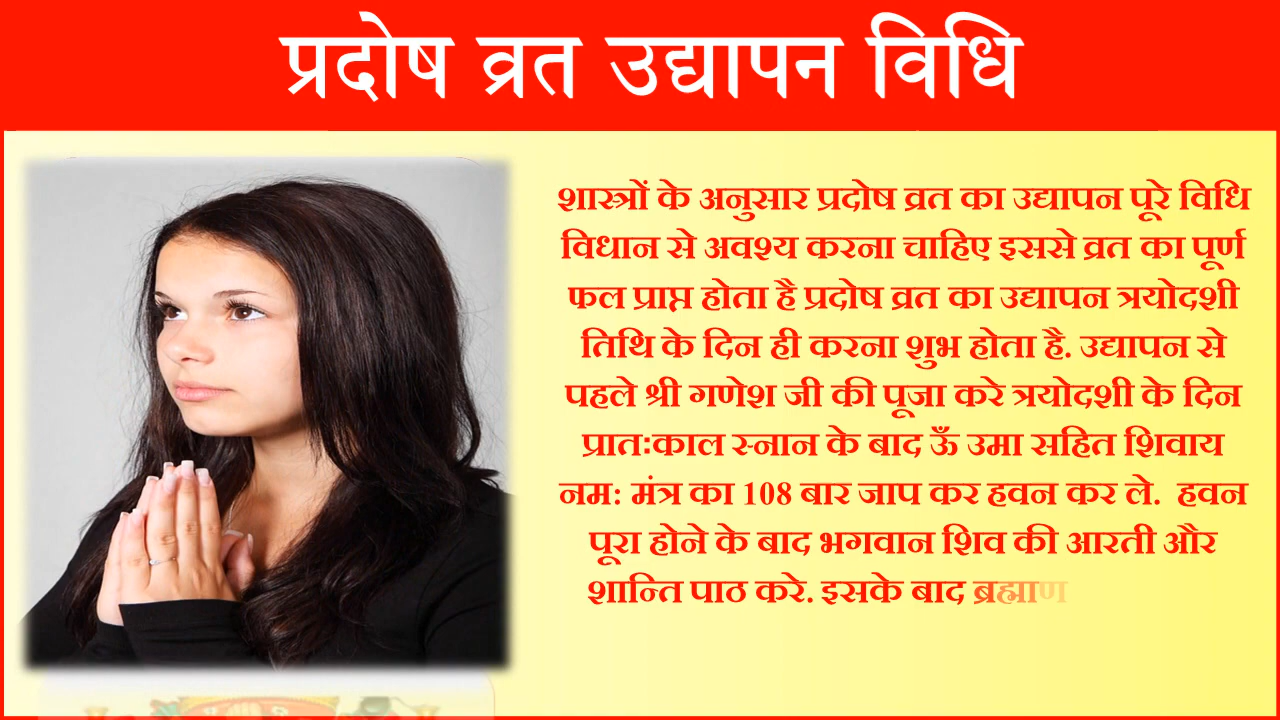 प्रदोष व्रत उद्यापन विधि
शास्त्रों के अनुसार प्रदोष व्रत का उद्यापन पूरे विधि
विधान से अवश्य करना चाहिए इससे व्रत का पूर्ण
फल प्राप्त होता है प्रदोष व्रत का उद्यापन त्रयोदशी
तिथि के दिन ही करना शुभ होता है. उद्यापन से
पहले श्री गणेश जी की पूजा करे त्रयोदशी के दिन
प्रातःकाल स्नान के बाद ऊँ उमा सहित शिवाय
नमः मंत्र का 108 बार जाप कर हवन कर ले. हवन
पूरा होने के बाद भगवान शिव की आरती और
शान्ति पाठ करे. इसके बाद ब्रह्माण